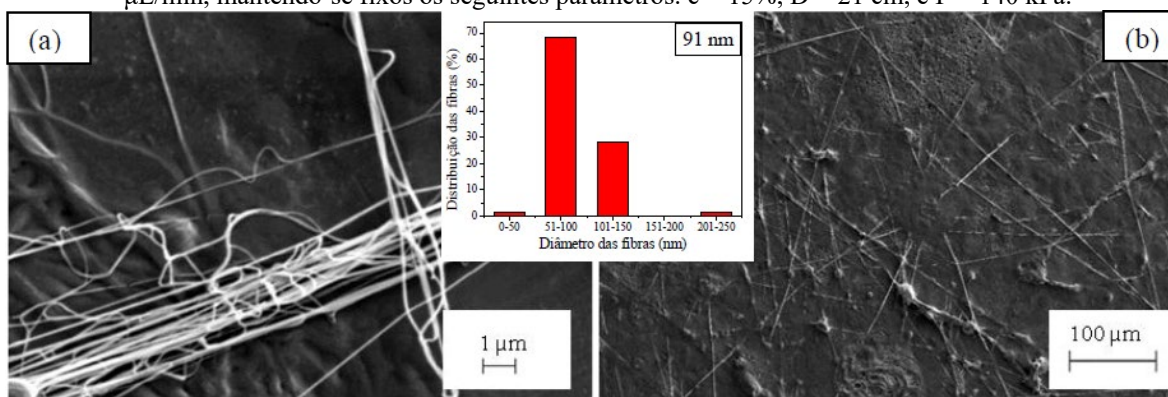 µL/min, mantendo-se fixos os seguintes parâmetros: c = 15%, D = 21 cm, e P = 140 kPa.
(a)
91 nm
Distribuição das fibras (%)
70
60
50
40
30
20
10
0
0-50 51-100 101-150 151-200 201-250
Diâmetro das fibras (nm)
1 µm
(b)
100 µm